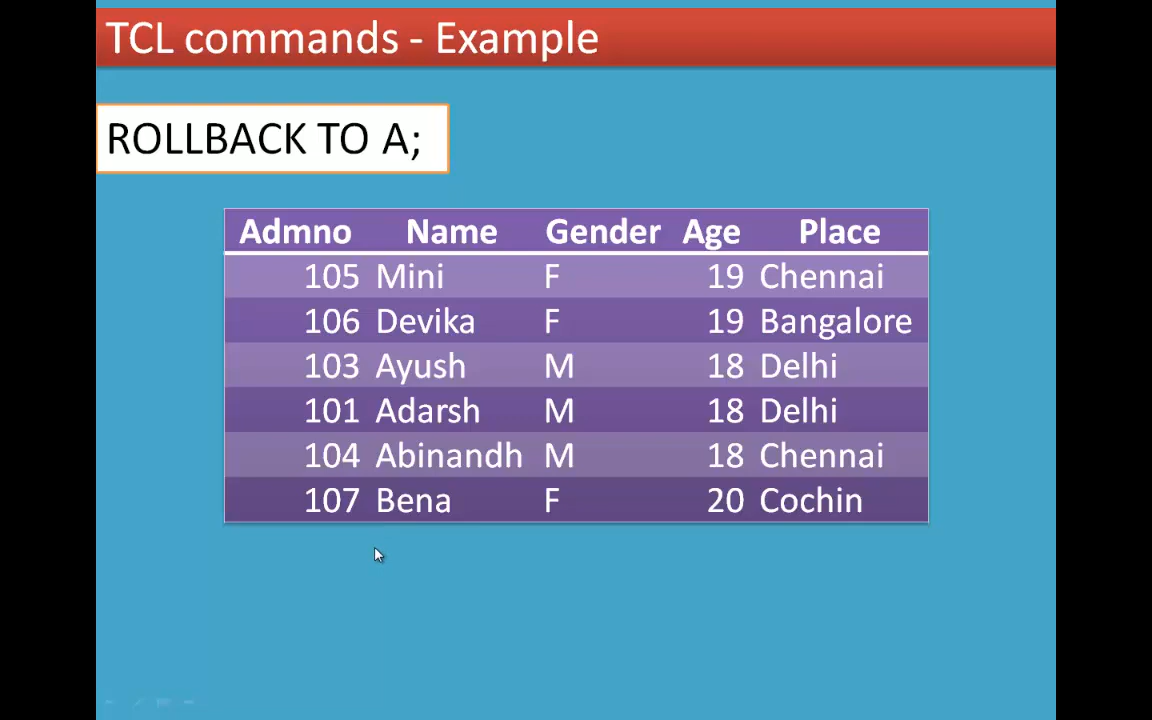 TCL commands - Example
ROLLBACK TO A;
Admno Name Gender Age Place
105 Mini F 19 Chennai
106 Devika F 19 Bangalore
103 Ayush M 18 Delhi
101 Adarsh M 18 Delhi
104 Abinandh M 18 Chennai
107 Bena F 20 Cochin